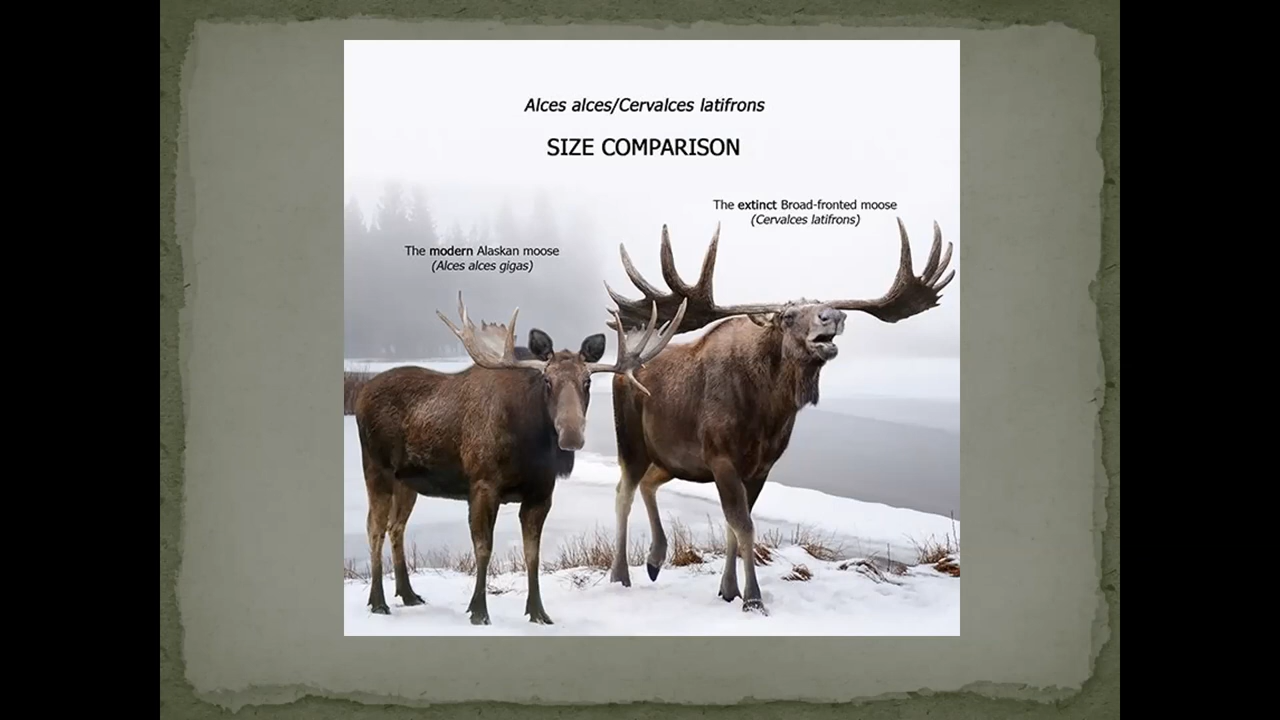 Alces alces/Cervalces latifrons
SIZE COMPARISON
The extinct Broad-fronted moose
(Cervalces latifrons)
The modern Alaskan moose
(Alces alces gigas)